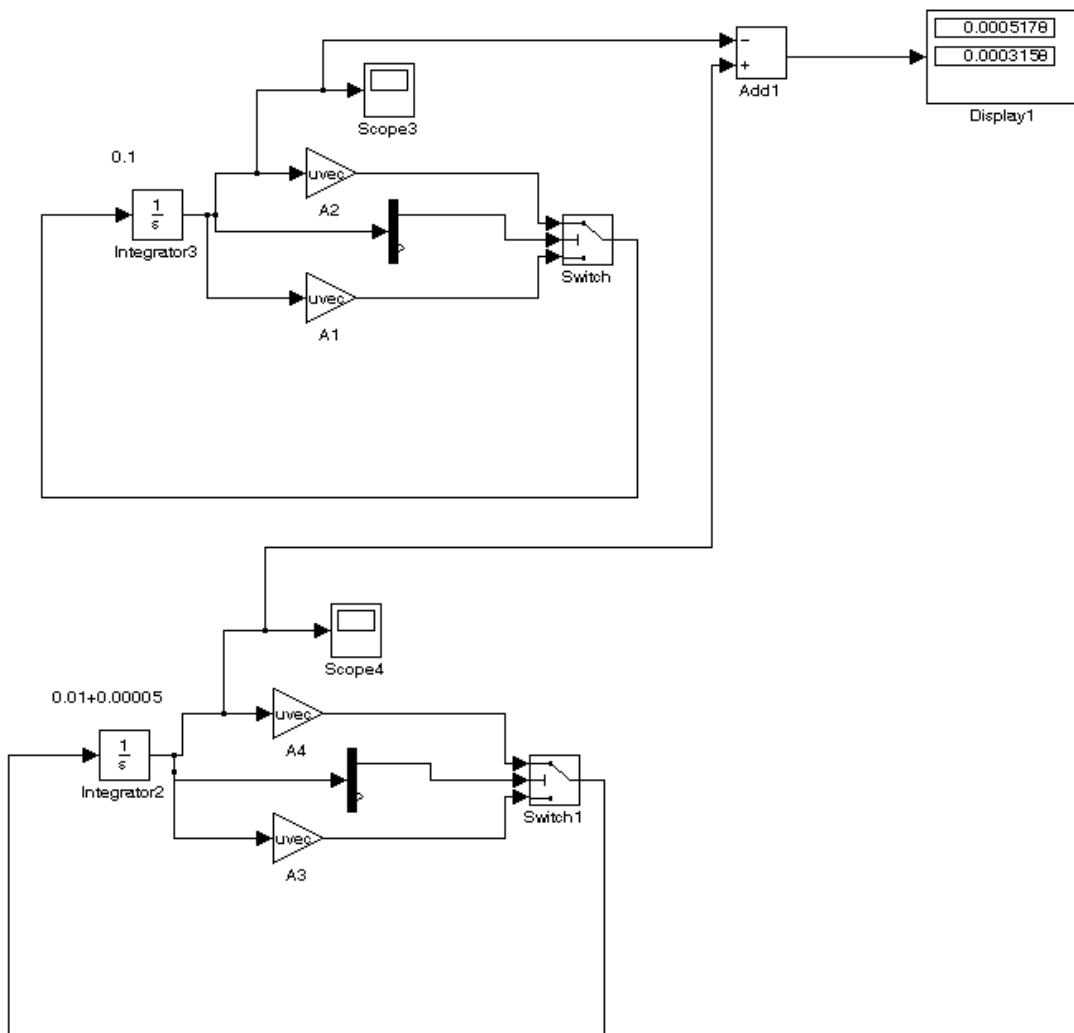 0.0005178
0.0003158
Display1
−
+
Add1
Scope3
0.1
1
s
Integrator3
uvec
A2
Switch
uvec
A1
Scope4
0.01+0.00005
1
s
Integrator2
uvec
A4
Switch1
uvec
A3